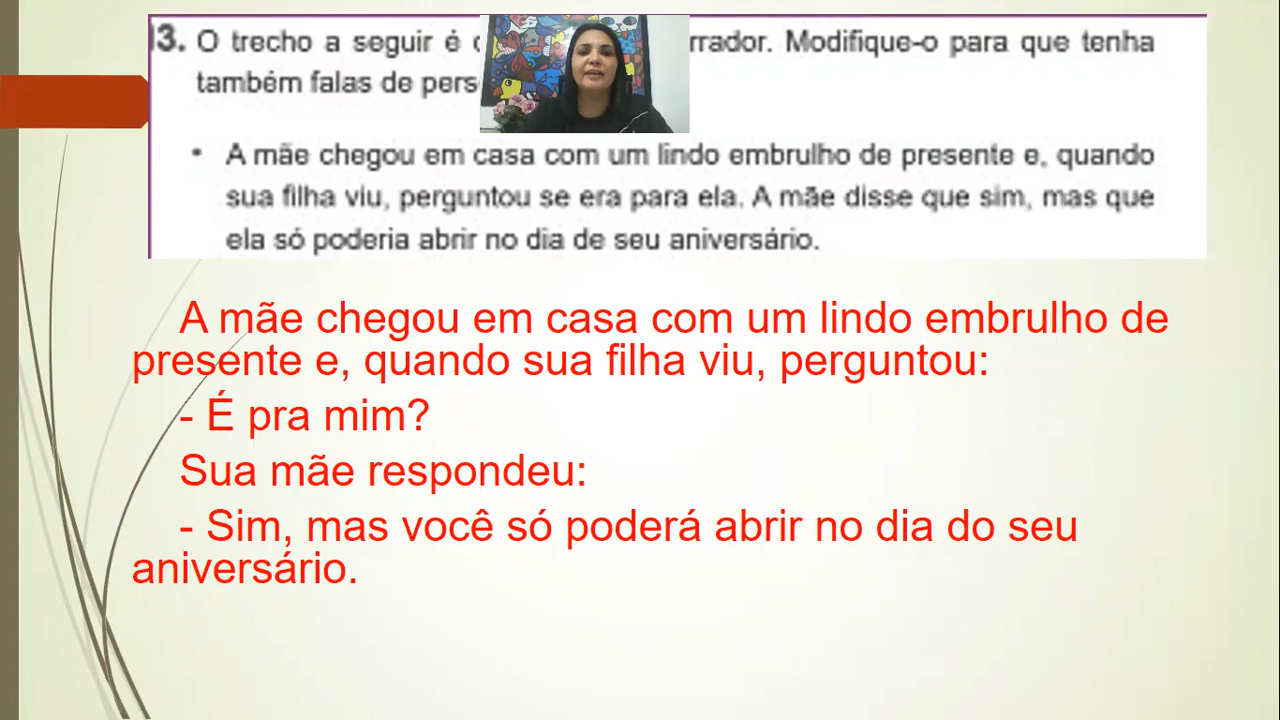 13. O trecho a seguir é rrador. Modifique-o para que tenha
também falas de
A mãe chegou em casa com um lindo embrulho de presente e, quando
sua filha viu, perguntou se era para ela. A mãe disse que sim, mas que
ela só poderia abrir no dia de seu aniversário.
A mãe chegou em casa com um lindo embrulho de
presente e, quando sua filha viu, perguntou:
- É pra mim?
Sua mãe respondeu:
- Sim, mas você só poderá abrir no dia do seu
aniversário.